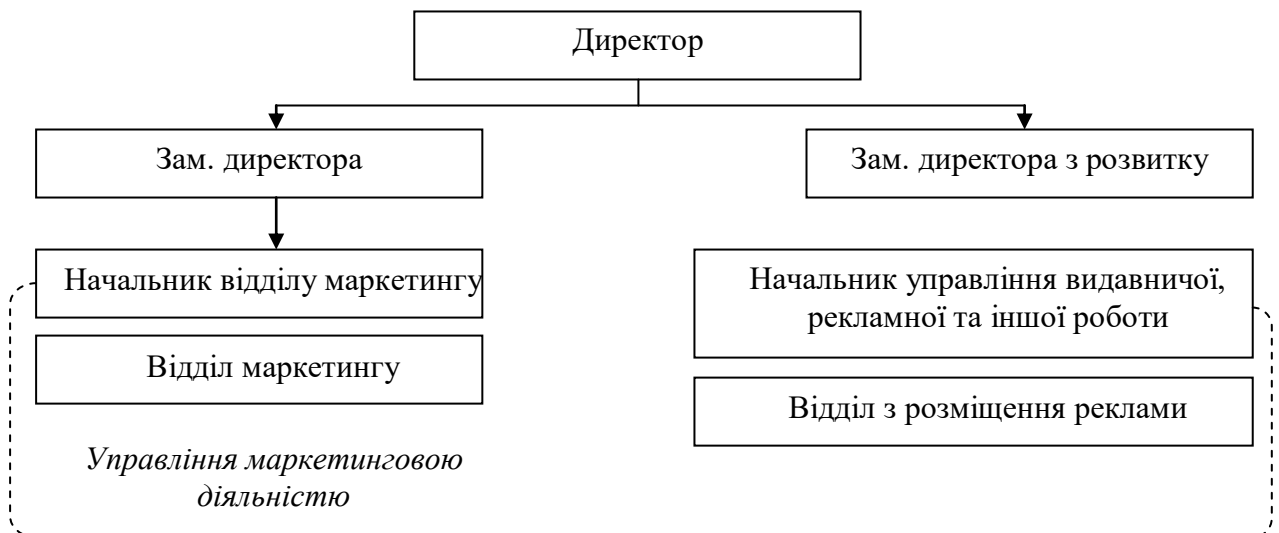 Директор
Зам. директора
Зам. директора з розвитку
Начальник відділу маркетингу
Начальник управління видавничої,
рекламної та іншої роботи
Відділ маркетингу
Відділ з розміщення реклами
Управління маркетинговою
діяльністю